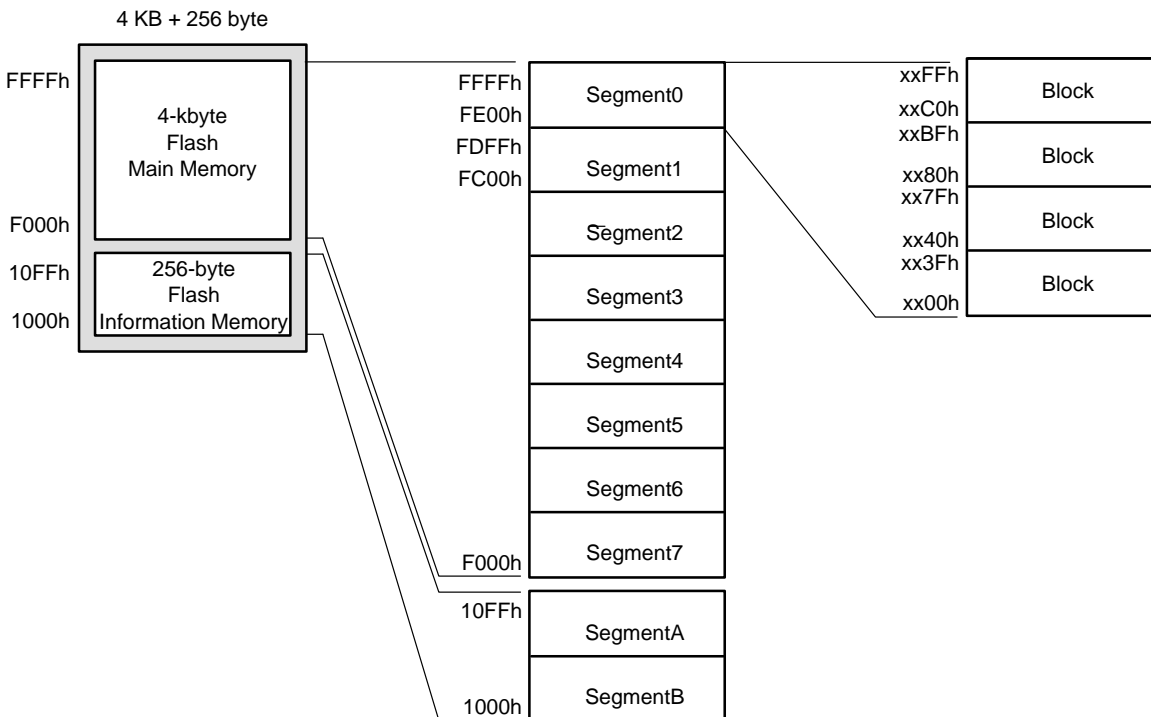 4 KB + 256 byte
FFFFh
4-kbyte
Flash
Main Memory
F000h
10FFh
256-byte
Flash
Information Memory
1000h
FFFFh
Segment0
FE00h
FDFFh
Segment1
FC00h
Segment2
Segment3
Segment4
Segment5
Segment6
Segment7
F000h
10FFh
SegmentA
SegmentB
1000h
xxFFh
Block
xxC0h
xxBFh
Block
xx80h
xx7Fh
Block
xx40h
xx3Fh
Block
xx00h